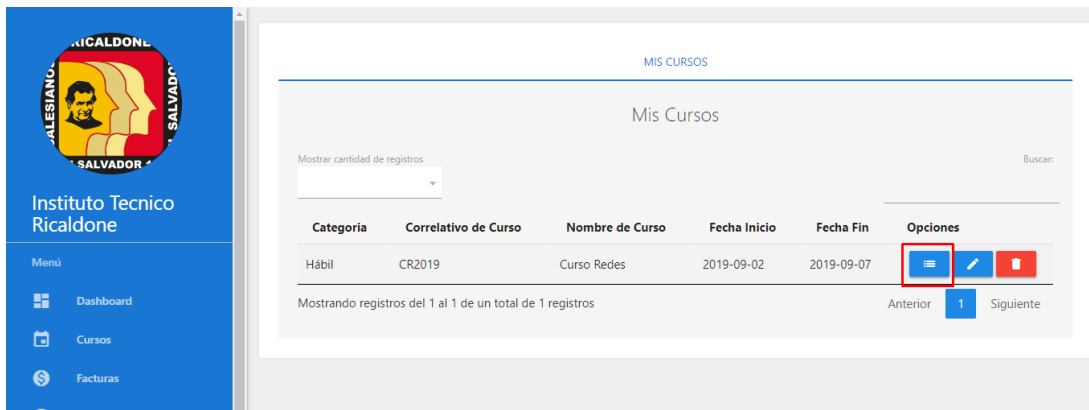 RICALDONE
SALESIANOS
SALVADOR
SALVADOR
Instituto Tecnico
Ricaldone
Menú
Dashboard
Cursos
Facturas
MIS CURSOS
Mis Cursos
Mostrar cantidad de registros
Buscar:
Categoria Correlativo de Curso Nombre de Curso Fecha Inicio Fecha Fin Opciones
Hábil CR2019 Curso Redes 2019-09-02 2019-09-07
Mostrando registros del 1 al 1 de un total de 1 registros
Anterior 1 Siguiente